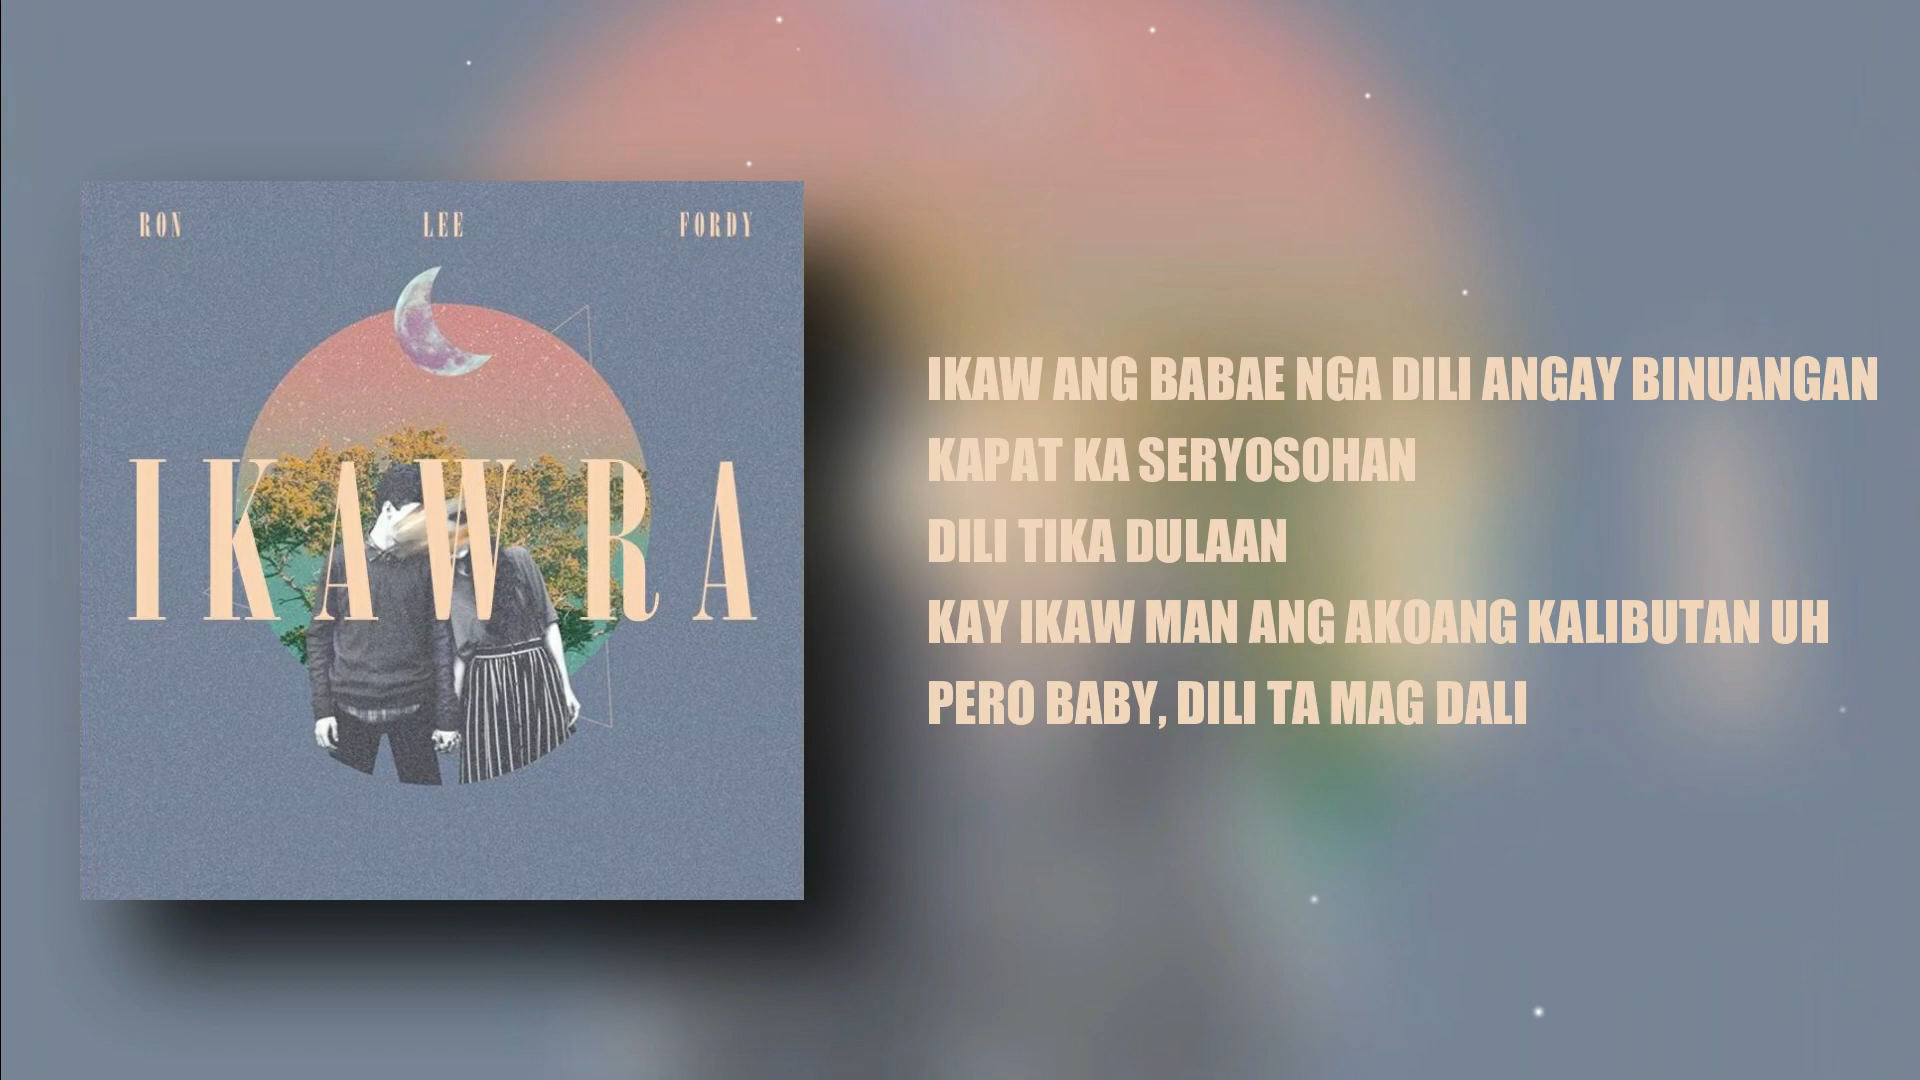 RON LEE FORDY
IKAW RA
IKAW ANG BABAE NGA DILI ANGAY BINUANGAN
KAPAT KA SERYOSOHAN
DILI TIKA DULAAN
KAY IKAW MAN ANG AKOANG KALIBUTAN UH
PERO BABY, DILI TA MAG DALI